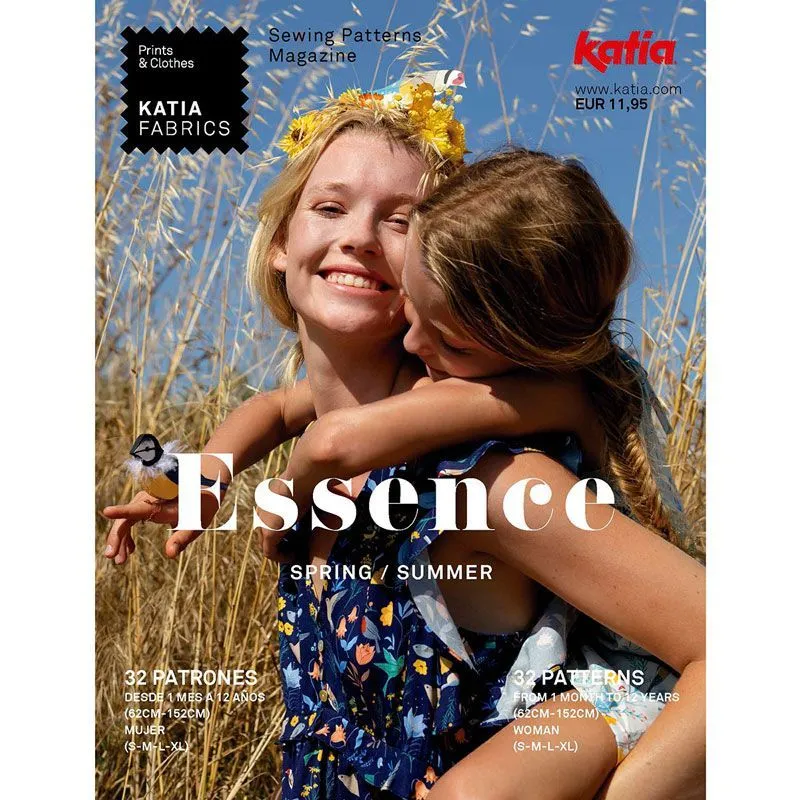 Prints
& Clothes
KATIA
FABRICS
Sewing Patterns
Magazine
katia
www.katia.com
EUR 11,95
Essence
SPRING / SUMMER
32 PATRONES
DESDE 1 MES A 12 AÑOS
(62CM-152CM)
MUJER
(S-M-L-XL)
32 PATTERNS
FROM 1 MONTH TO 12 YEARS
(62CM-152CM)
WOMAN
(S-M-L-XL)